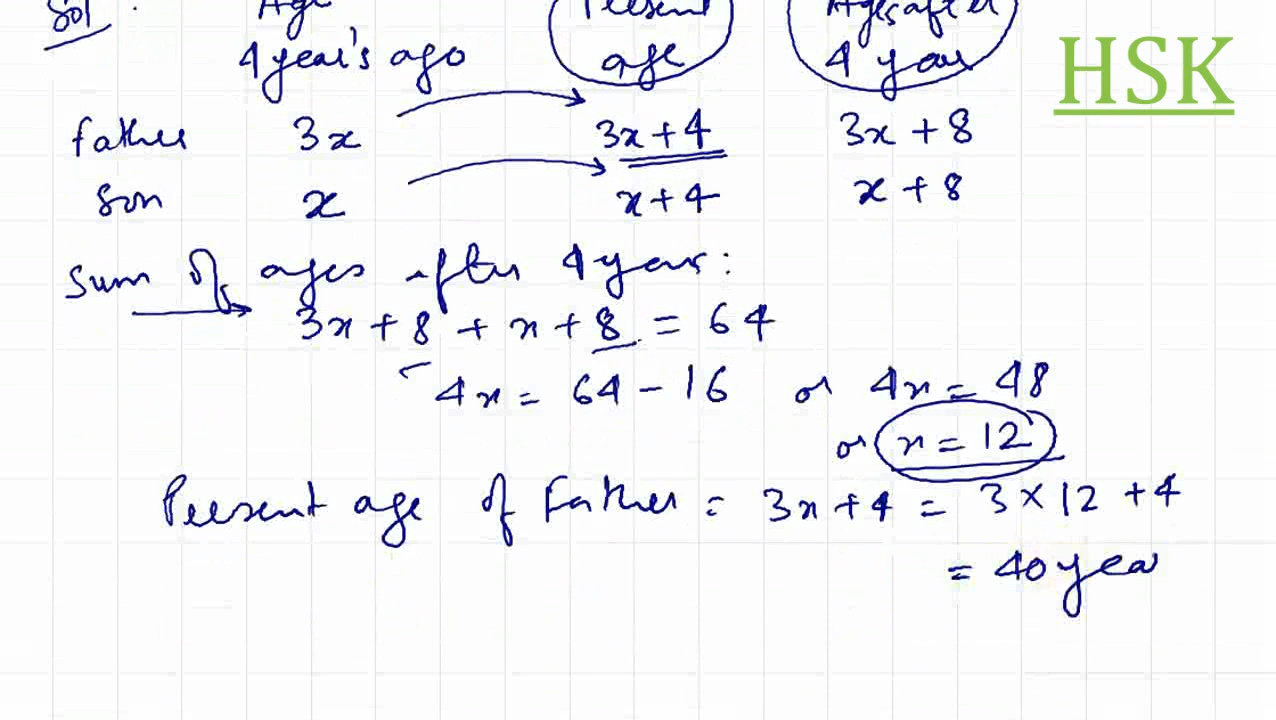 Sol :
Age Present Ages after
4 year's ago age 4 year
HSK
father 3x 3x+4 3x + 8
son x x+4 x + 8
Sum of ages after 4 year:
3x + 8 + x + 8 = 64
4x = 64 - 16 or 4x = 48
or x = 12
Present age of Father = 3x + 4 = 3 × 12 + 4
= 40 year